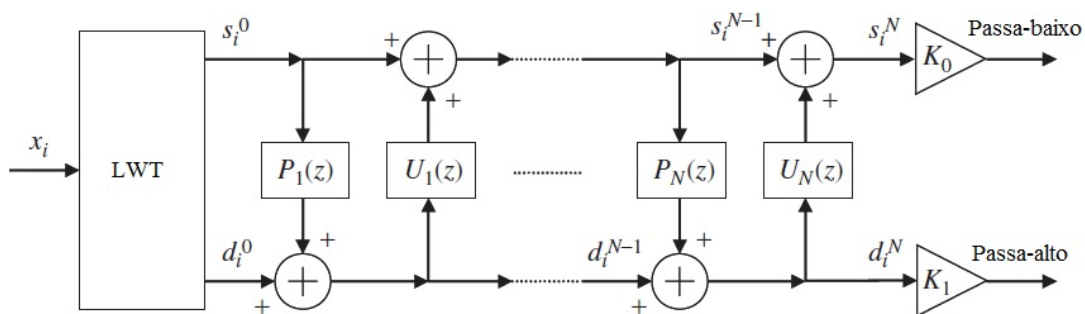 s_i^0
s_i^{N-1}
s_i^N
Passa-baixo
+
+
K_0
+
+
+
+
x_i
LWT
P_1(z)
U_1(z)
P_N(z)
U_N(z)
d_i^0
+
d_i^{N-1}
+
d_i^N
Passa-alto
+
+
K_1
+
+